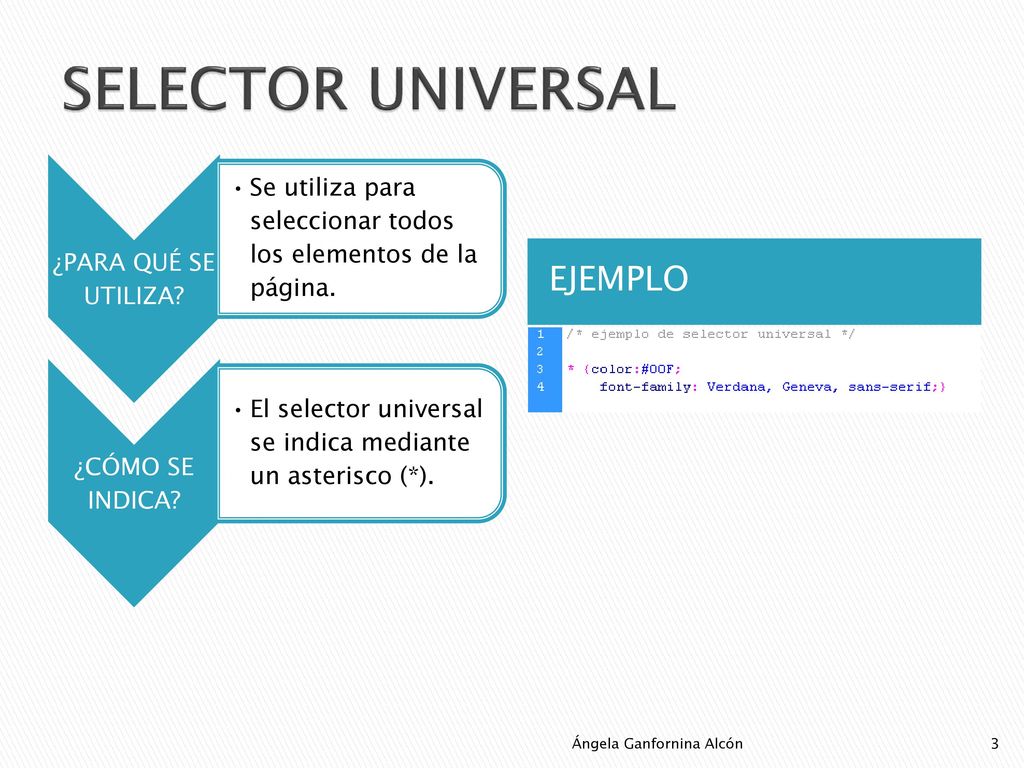 SELECTOR UNIVERSAL
¿PARA QUÉ SE
UTILIZA?
• Se utiliza para
seleccionar todos
los elementos de la
página.
¿CÓMO SE
INDICA?
• El selector universal
se indica mediante
un asterisco (*).
EJEMPLO
1 /* ejemplo de selector universal */
2
3 * {color:#00F;
4 font-family: Verdana, Geneva, sans-serif;}
Ángela Ganfornina Alcón
3